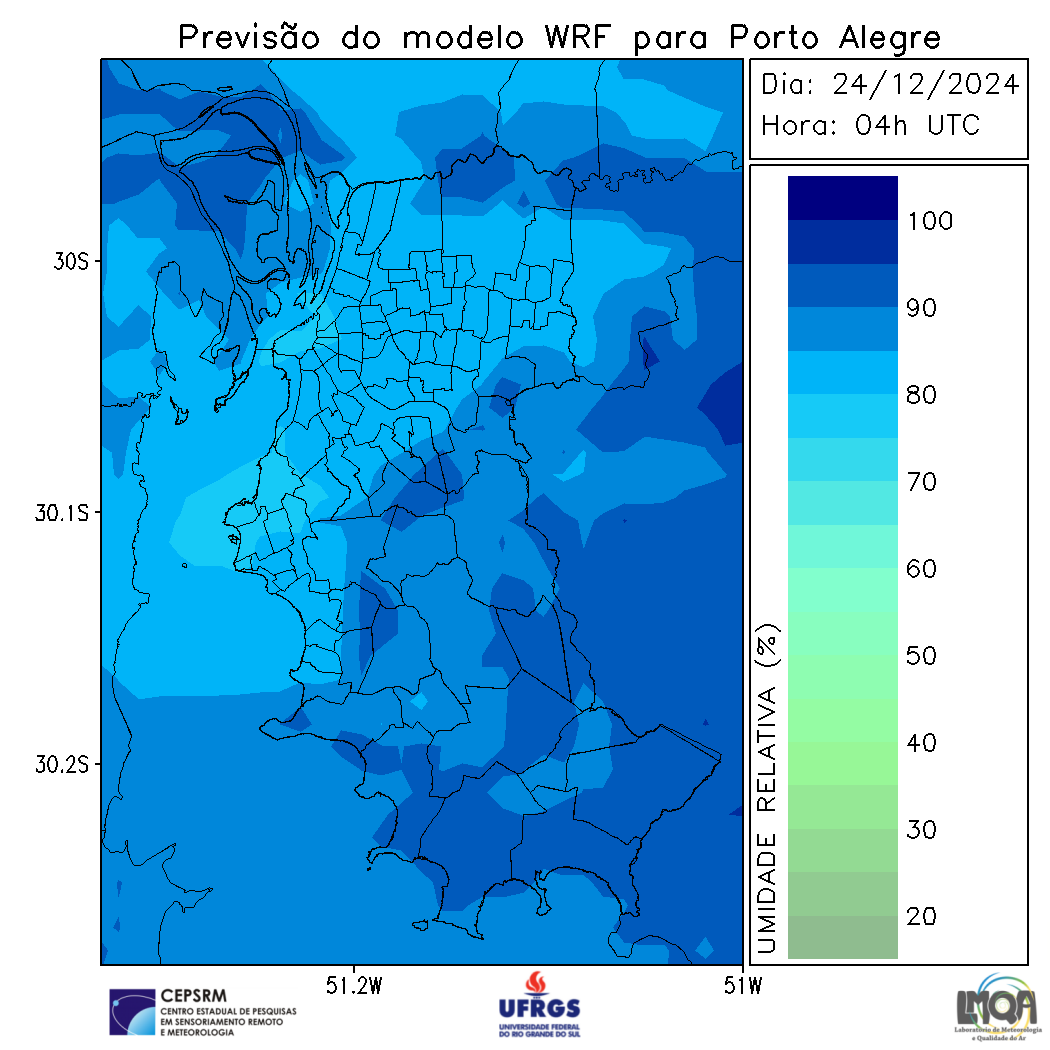 Previsão do modelo WRF para Porto Alegre
Dia: 24/12/2024
Hora: 04h UTC
30S
30.1S
30.2S
51.2W
51W
UMIDADE RELATIVA (%)
100
90
80
70
60
50
40
30
20
CEPSRM
CENTRO ESTADUAL DE PESQUISAS
EM SENSORIAMENTO REMOTO
E METEOROLOGIA
UFRGS
UNIVERSIDADE FEDERAL
DO RIO GRANDE DO SUL
LMQA
Laboratório de Meteorologia
e Qualidade do Ar